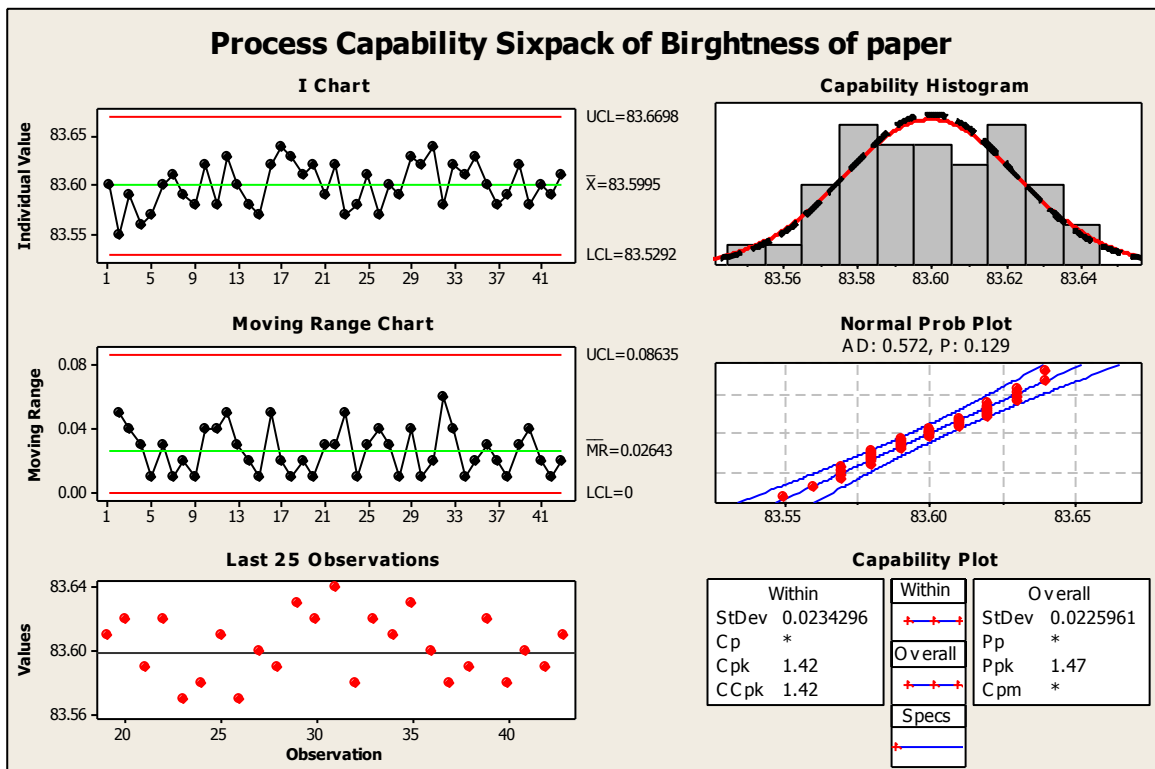 Process Capability Sixpack of Birghtness of paper
I Chart
Individual Value
83.65
83.60
83.55
UCL=83.6698
X̄=83.5995
LCL=83.5292
1 5 9 13 17 21 25 29 33 37 41
Capability Histogram
83.56 83.58 83.60 83.62 83.64
Moving Range Chart
Moving Range
0.08
0.04
0.00
UCL=0.08635
M̄R̄=0.02643
LCL=0
1 5 9 13 17 21 25 29 33 37 41
Normal Prob Plot
AD: 0.572, P: 0.129
83.55 83.60 83.65
Last 25 Observations
Values
83.64
83.60
83.56
20 25 30 35 40
Observation
Capability Plot
Within
StDev 0.0234296
Cp *
Cpk 1.42
CCpk 1.42
Within
Overall
Specs
Overall
StDev 0.0225961
Pp *
Ppk 1.47
Cpm *